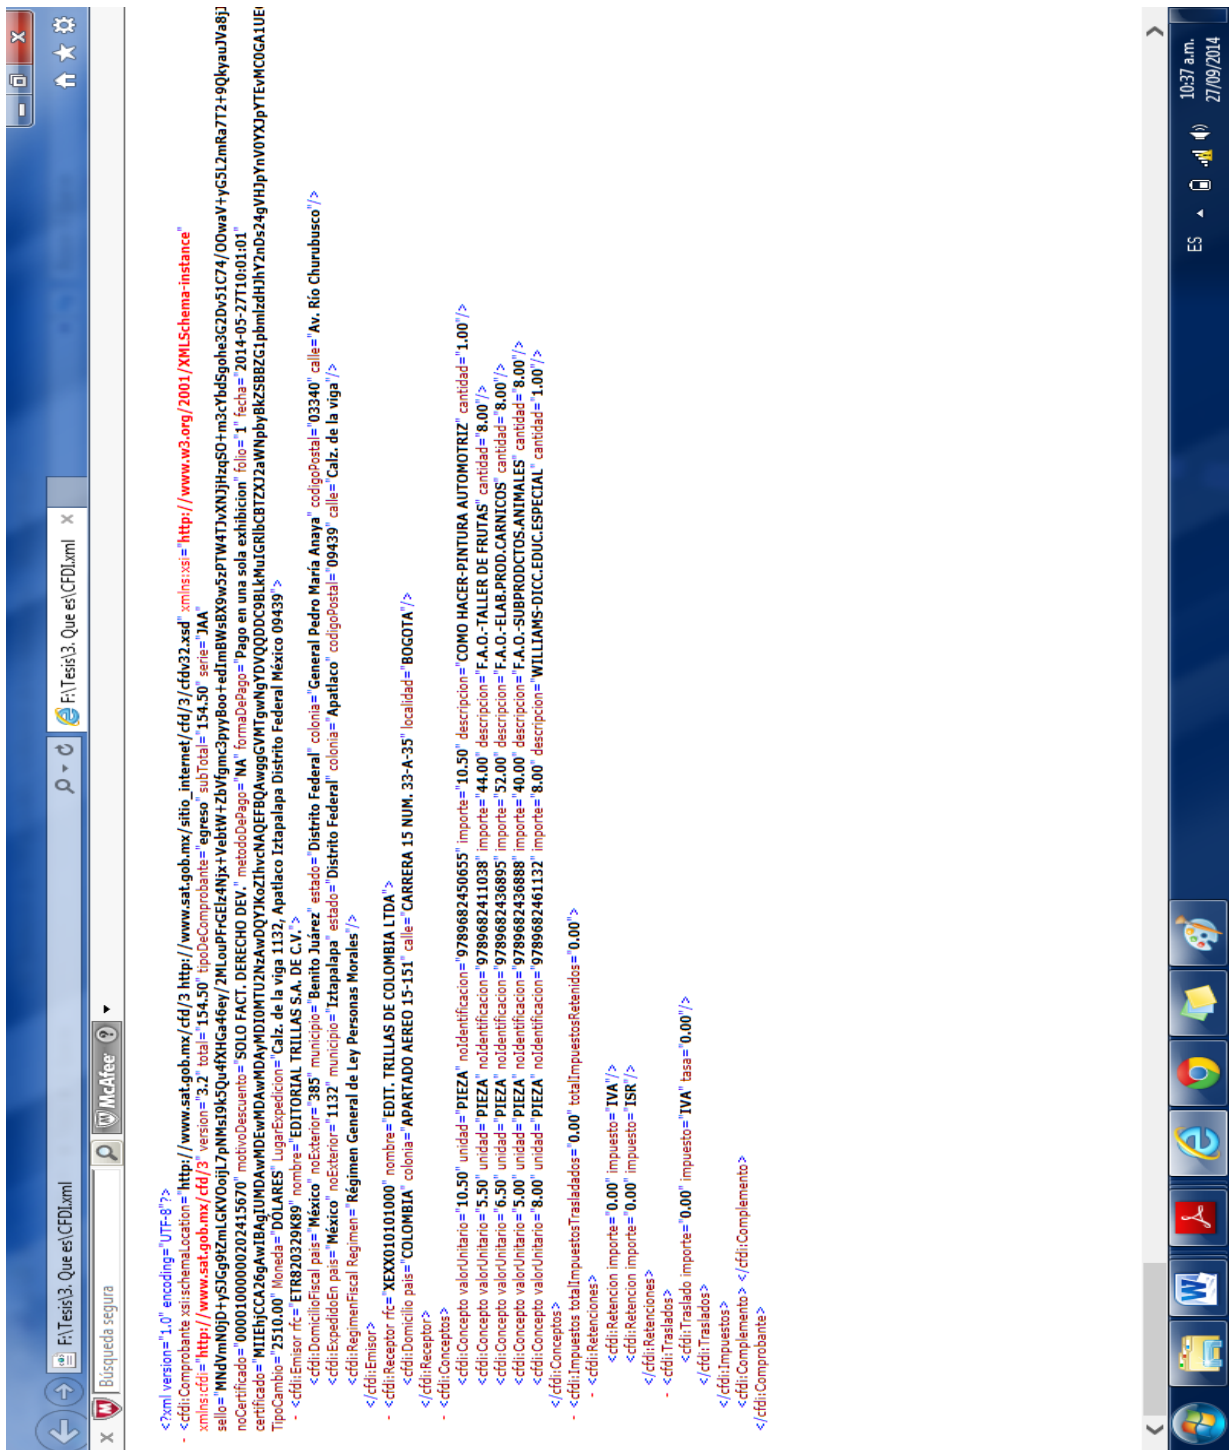 F:\Tesis\3. Que es\CFDI.xml
F:\Tesis\3. Que es\CFDI.xml
Búsqueda segura
McAfee
<?xml version="1.0" encoding="UTF-8"?>
- <cfdi:Comprobante xsi:schemaLocation="http://www.sat.gob.mx/cfd/3 http://www.sat.gob.mx/sitio_internet/cfd/3/cfdv32.xsd" xmlns:xsi="http://www.w3.org/2001/XMLSchema-instance"
xmlns:cfdi="http://www.sat.gob.mx/cfd/3" version="3.2" total="154.50" tipoDeComprobante="egreso" subTotal="154.50" serie="JAA"
noCertificado="00001000000202415670" motivoDescuento="SOLO FACT. DERECHO DEV." metodoDePago="NA" formaDePago="Pago en una sola exhibicion" folio="1" fecha="2014-05-27T10:01:01"
TipoCambio="2510.00" Moneda="DOLARES" LugarExpedicion="Calz. de la viga 1132, Apatlaco Iztapalapa Distrito Federal México 09439">
- <cfdi:Emisor rfc="ETR820329K89" nombre="EDITORIAL TRILLAS S.A. DE C.V.">
<cfdi:DomicilioFiscal pais="México" noExterior="385" municipio="Benito Juárez" estado="Distrito Federal" colonia="General Pedro María Anaya" codigoPostal="03340" calle="Av. Río Churubusco"/>
<cfdi:ExpedidoEn pais="México" noExterior="1132" municipio="Iztapalapa" estado="Distrito Federal" colonia="Apatlaco" codigoPostal="09439" calle="Calz. de la viga"/>
<cfdi:RegimenFiscal Regimen="Régimen General de Ley Personas Morales"/>
</cfdi:Emisor>
- <cfdi:Receptor rfc="XEXX010101000" nombre="EDIT. TRILLAS DE COLOMBIA LTDA">
<cfdi:Domicilio pais="COLOMBIA" colonia="APARTADO AEREO 15-151" calle="CARRERA 15 NUM. 33-A-35" localidad="BOGOTA"/>
</cfdi:Receptor>
- <cfdi:Conceptos>
<cfdi:Concepto valorUnitario="10.50" unidad="PIEZA" noIdentificacion="9789682450655" importe="10.50" descripcion="COMO HACER-PINTURA AUTOMOTRIZ" cantidad="1.00"/>
<cfdi:Concepto valorUnitario="5.50" unidad="PIEZA" noIdentificacion="9789682411038" importe="44.00" descripcion="F.A.O.-TALLER DE FRUTAS" cantidad="8.00"/>
<cfdi:Concepto valorUnitario="6.50" unidad="PIEZA" noIdentificacion="9789682436895" importe="52.00" descripcion="F.A.O.-ELAB.PROD.CARNICOS" cantidad="8.00"/>
<cfdi:Concepto valorUnitario="5.00" unidad="PIEZA" noIdentificacion="9789682436888" importe="40.00" descripcion="F.A.O.-SUBPRODCTOS.ANIMALES" cantidad="8.00"/>
<cfdi:Concepto valorUnitario="8.00" unidad="PIEZA" noIdentificacion="9789682461132" importe="8.00" descripcion="WILLIAMS-DICC.EDUC.ESPECIAL" cantidad="1.00"/>
</cfdi:Conceptos>
- <cfdi:Impuestos totalImpuestosTrasladados="0.00" totalImpuestosRetenidos="0.00">
- <cfdi:Retenciones>
<cfdi:Retencion importe="0.00" impuesto="IVA"/>
<cfdi:Retencion importe="0.00" impuesto="ISR"/>
</cfdi:Retenciones>
- <cfdi:Traslados>
<cfdi:Traslado importe="0.00" impuesto="IVA" tasa="0.00"/>
</cfdi:Traslados>
</cfdi:Impuestos>
<cfdi:Complemento> </cfdi:Complemento>
</cfdi:Comprobante>
ES
10:37 a.m.
27/09/2014